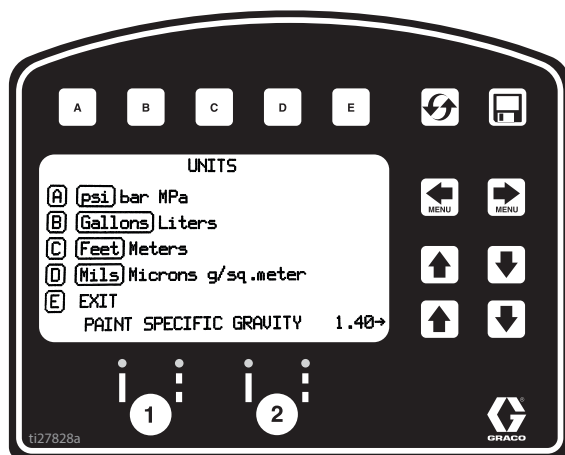 A B C D E
UNITS
A psi bar MPa
B Gallons Liters
C Feet Meters
D Mils Microns g/sq.meter
E EXIT
PAINT SPECIFIC GRAVITY 1.40→
MENU MENU
1 2
ti27828a
GRACO